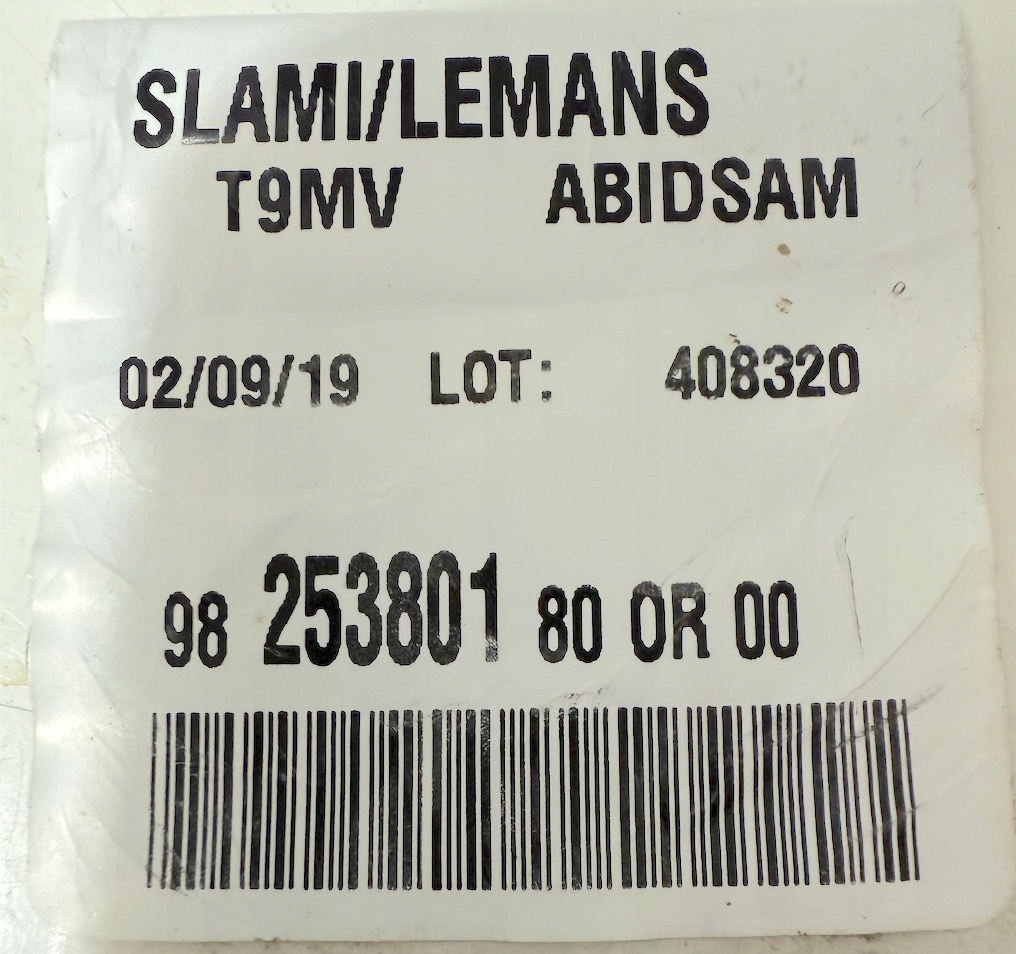 SLAMI/LEMANS
T9MV ABIDSAM
02/09/19 LOT: 408320
98 253801 80 OR 00